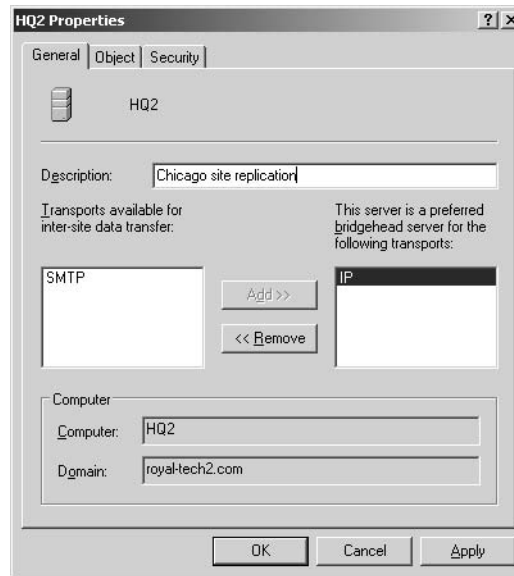 HQ2 Properties
General Object Security
HQ2
Description: Chicago site replication
Transports available for
inter-site data transfer:
This server is a preferred
bridgehead server for the
following transports:
SMTP
Add >>
IP
<< Remove
Computer
Computer: HQ2
Domain: royal-tech2.com
OK Cancel Apply